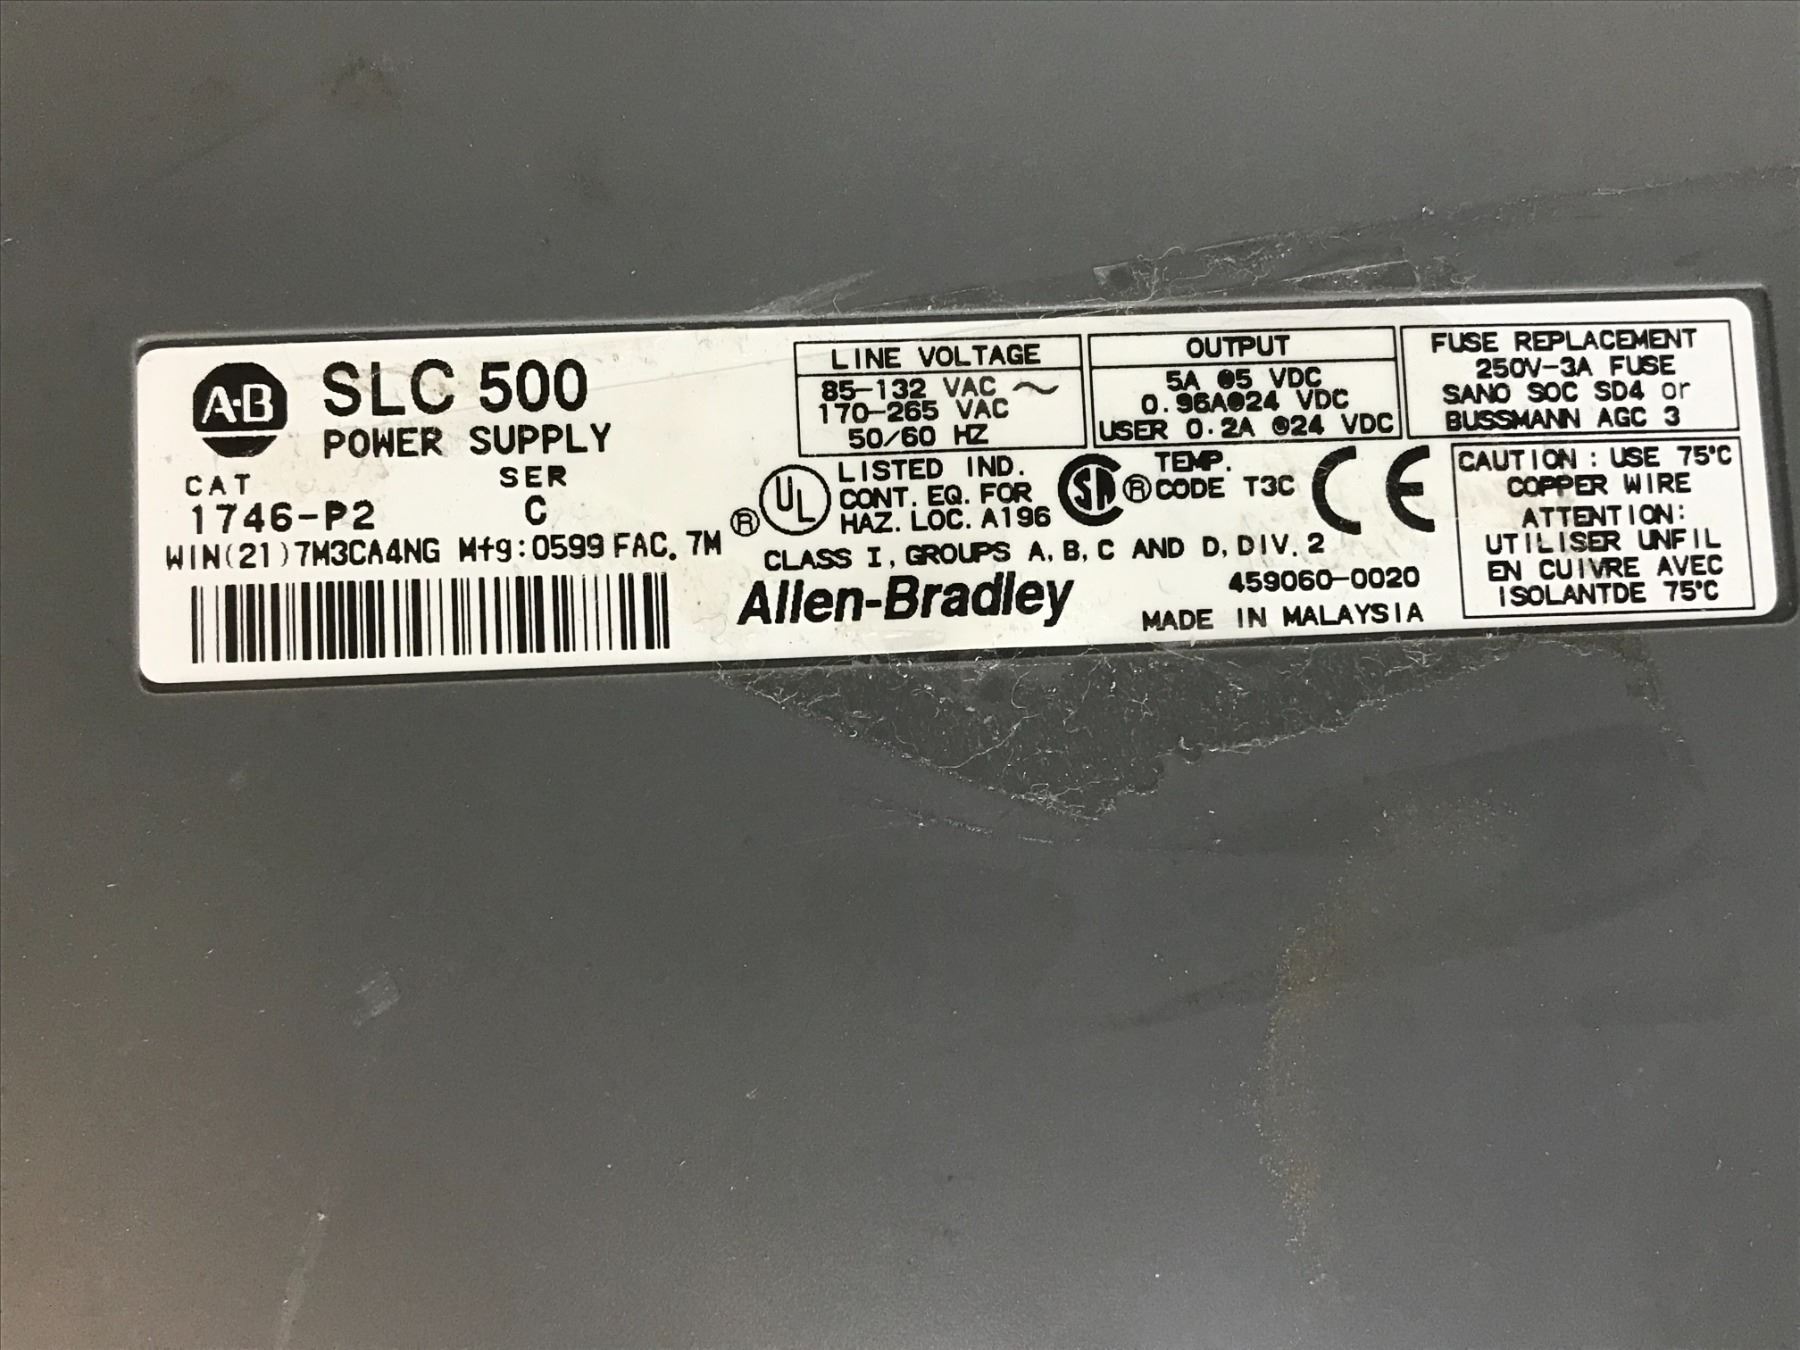 A-B
SLC 500
POWER SUPPLY
CAT
SER
1746-P2
C
WIN(21)7M3CA4NG Mfg:0599 FAC. 7M
LINE VOLTAGE
85-132 VAC ~
170-265 VAC
50/60 HZ
OUTPUT
5A @5 VDC
0.96A@24 VDC
USER 0.2A @24 VDC
FUSE REPLACEMENT
250V-3A FUSE
SANO SOC SD4 or
BUSSMANN AGC 3
® UL
LISTED IND.
CONT. EQ. FOR
HAZ. LOC. A196
SA ®
TEMP.
CODE T3C
CE
CLASS I, GROUPS A, B, C AND D, DIV. 2
Allen-Bradley
459060-0020
MADE IN MALAYSIA
CAUTION : USE 75°C
COPPER WIRE
ATTENTION:
UTILISER UNFIL
EN CUIVRE AVEC
ISOLANTDE 75°C